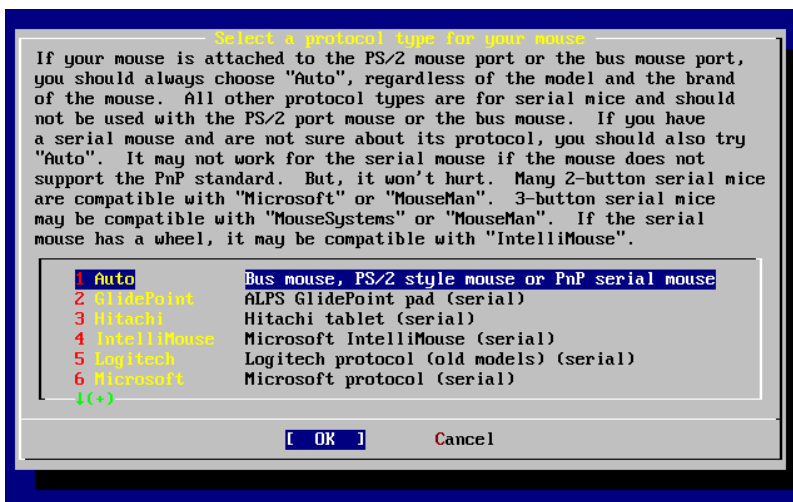 Select a protocol type for your mouse
If your mouse is attached to the PS/2 mouse port or the bus mouse port,
you should always choose "Auto", regardless of the model and the brand
of the mouse.  All other protocol types are for serial mice and should
not be used with the PS/2 port mouse or the bus mouse.  If you have
a serial mouse and are not sure about its protocol, you should also try
"Auto".  It may not work for the serial mouse if the mouse does not
support the PnP standard.  But, it won't hurt.  Many 2-button serial mice
are compatible with "Microsoft" or "MouseMan".  3-button serial mice
may be compatible with "MouseSystems" or "MouseMan".  If the serial
mouse has a wheel, it may be compatible with "IntelliMouse".
1 Auto Bus mouse, PS/2 style mouse or PnP serial mouse
2 GlidePoint ALPS GlidePoint pad (serial)
3 Hitachi Hitachi tablet (serial)
4 IntelliMouse Microsoft IntelliMouse (serial)
5 Logitech Logitech protocol (old models) (serial)
6 Microsoft Microsoft protocol (serial)
↓(+)
[ OK ] Cancel